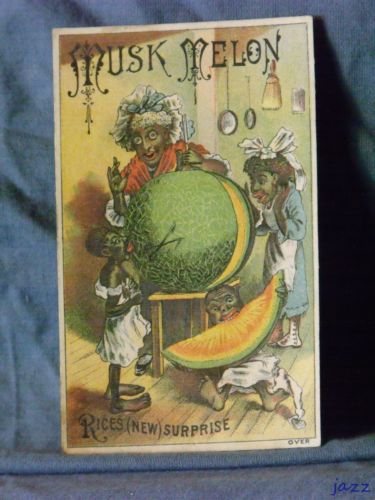 MUSK MELON
RICES (NEW) SURPRISE
OVER
jazz